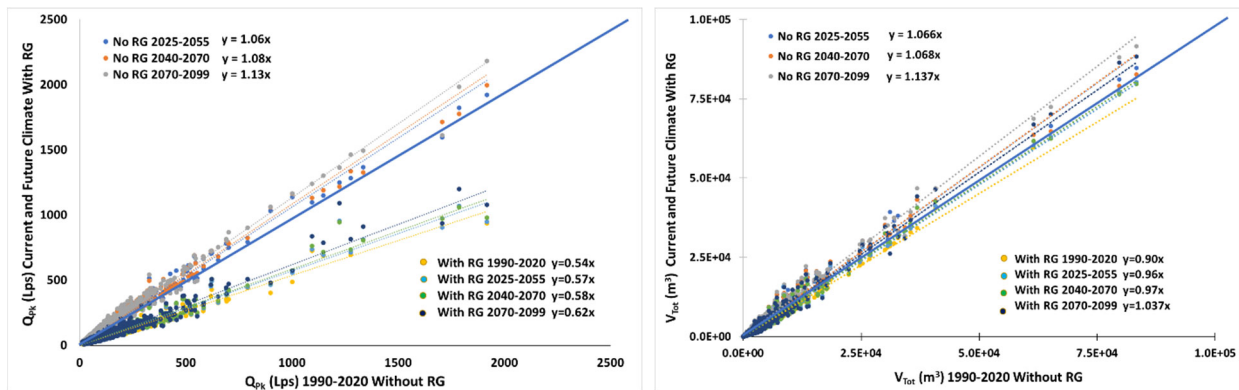 2500
2000
1500
1000
500
0
Q_Pk (Lps) Current and Future Climate With RG
No RG 2025-2055 y = 1.06x
No RG 2040-2070 y = 1.08x
No RG 2070-2099 y = 1.13x
With RG 1990-2020 y=0.54x
With RG 2025-2055 y=0.57x
With RG 2040-2070 y=0.58x
With RG 2070-2099 y=0.62x
0 500 1000 1500 2000 2500
Q_Pk (Lps) 1990-2020 Without RG
1.0E+05
7.5E+04
5.0E+04
2.5E+04
0.0E+00
V_Tot (m³) Current and Future Climate With RG
No RG 2025-2055 y = 1.066x
No RG 2040-2070 y = 1.068x
No RG 2070-2099 y = 1.137x
With RG 1990-2020 y=0.90x
With RG 2025-2055 y=0.96x
With RG 2040-2070 y=0.97x
With RG 2070-2099 y=1.037x
0.0E+00 2.5E+04 5.0E+04 7.5E+04 1.0E+05
V_Tot (m³) 1990-2020 Without RG